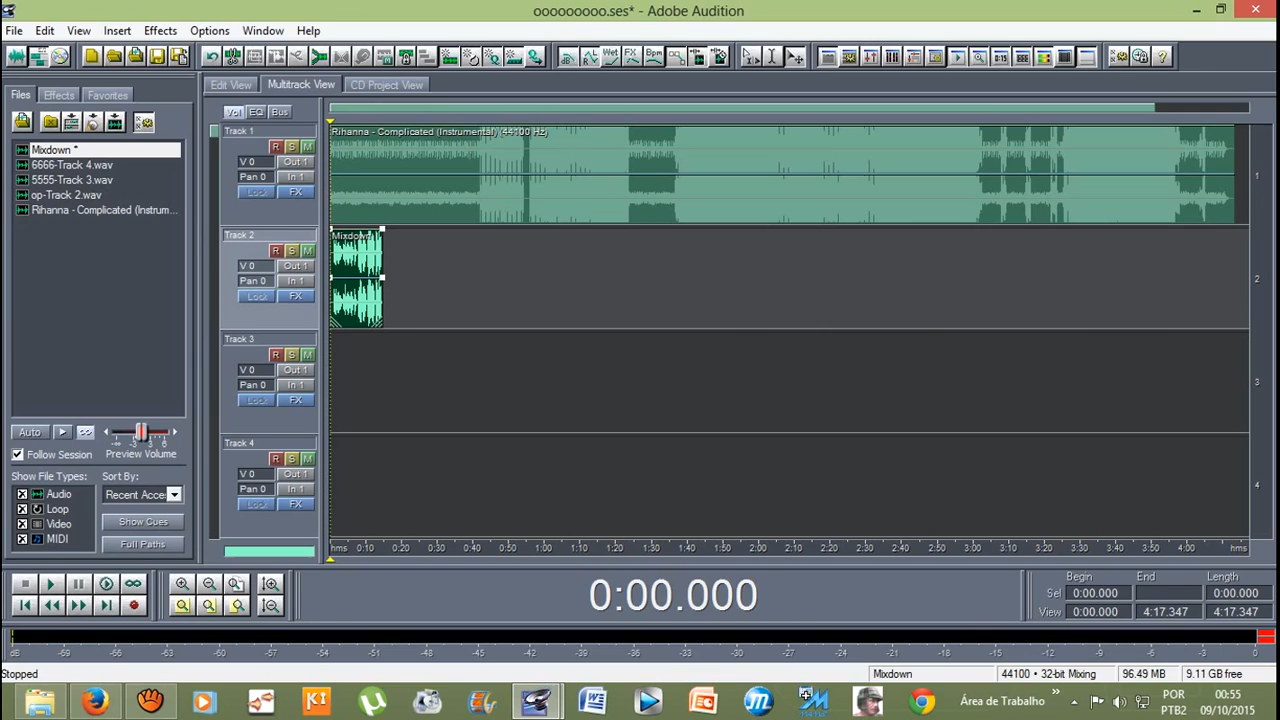 ooooooooo.ses* - Adobe Audition
File Edit View Insert Effects Options Window Help
Files Effects Favorites
Edit View Multitrack View CD Project View
Vol EQ Bus
Mixdown *
6666-Track 4.wav
5555-Track 3.wav
op-Track 2.wav
Rihanna - Complicated (Instrum...
Auto
Follow Session
Preview Volume
-∞ -3 3 6
Show File Types: Sort By:
Audio
Loop
Video
MIDI
Recent Acce
Show Cues
Full Paths
Track 1
R S M
V 0 Out 1
Pan 0 In 1
Lock FX
Rihanna - Complicated (Instrumental) (44100 Hz)
1
Track 2
R S M
V 0 Out 1
Pan 0 In 1
Lock FX
Mixdown
2
Track 3
R S M
V 0 Out 1
Pan 0 In 1
Lock FX
3
Track 4
R S M
V 0 Out 1
Pan 0 In 1
Lock FX
4
hms 0:10 0:20 0:30 0:40 0:50 1:00 1:10 1:20 1:30 1:40 1:50 2:00 2:10 2:20 2:30 2:40 2:50 3:00 3:10 3:20 3:30 3:40 3:50 4:00 hms
0:00.000
Begin End Length
Sel 0:00.000 0:00.000
View 0:00.000 4:17.347 4:17.347
dB -69 -66 -63 -60 -57 -54 -51 -48 -45 -42 -39 -36 -33 -30 -27 -24 -21 -18 -15 -12 -9 -6 -3 0
Stopped
Mixdown 44100 • 32-bit Mixing 96.49 MB 9.11 GB free
Área de Trabalho
POR
PTB2
00:55
09/10/2015